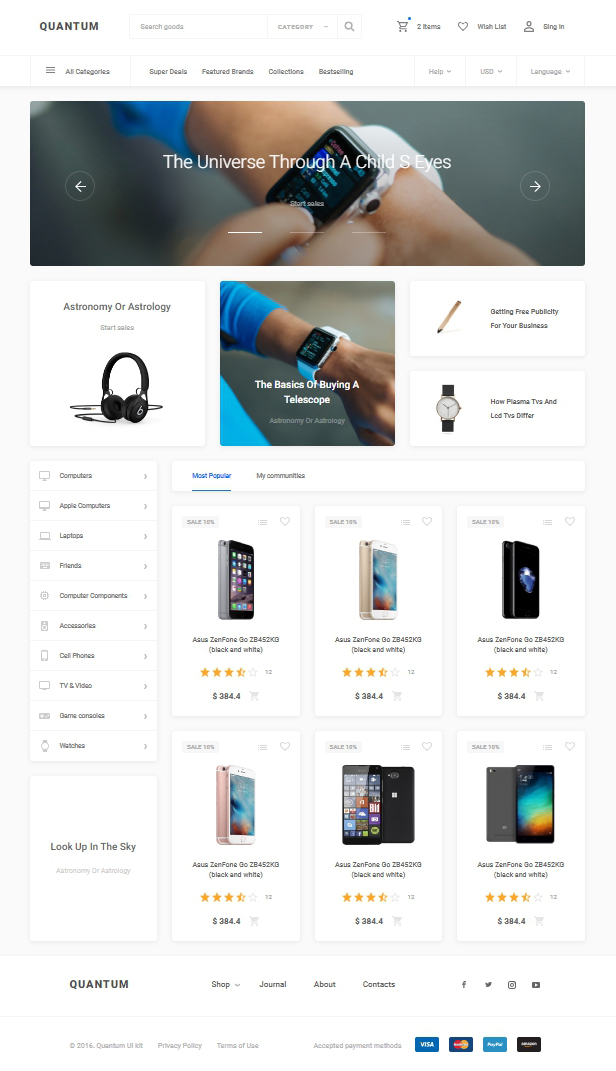 QUANTUM
Search goods
CATEGORY
2 Items
Wish List
Sing In
All Categories
Super Deals
Featured Brands
Collections
Bestselling
Help
USD
Language
The Universe Through A Child S Eyes
Start sales
Astronomy Or Astrology
Start sales
The Basics Of Buying A
Telescope
Astronomy Or Astrology
Getting Free Publicity
For Your Business
How Plasma Tvs And
Lcd Tvs Differ
Computers
Apple Computers
Laptops
Friends
Computer Components
Accessories
Cell Phones
TV & Video
Game consoles
Watches
Look Up In The Sky
Astronomy Or Astrology
Most Popular
My communities
SALE 10%
Asus ZenFone Go ZB452KG
(black and white)
12
$ 384.4
SALE 10%
Asus ZenFone Go ZB452KG
(black and white)
12
$ 384.4
SALE 10%
Asus ZenFone Go ZB452KG
(black and white)
12
$ 384.4
SALE 10%
Asus ZenFone Go ZB452KG
(black and white)
12
$ 384.4
SALE 10%
Asus ZenFone Go ZB452KG
(black and white)
12
$ 384.4
SALE 10%
Asus ZenFone Go ZB452KG
(black and white)
12
$ 384.4
QUANTUM
Shop
Journal
About
Contacts
© 2016. Quantum UI kit
Privacy Policy
Terms of Use
Accepted payment methods
VISA
MasterCard
PayPal
amazon